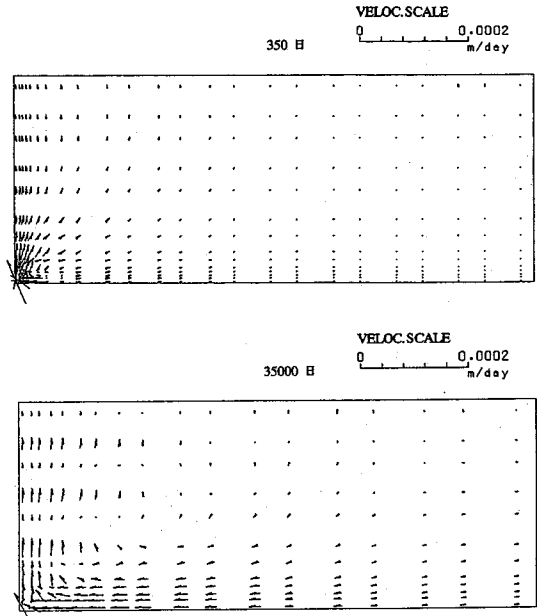 VELOC.SCALE
350 日
0 0.0002
m/day
VELOC.SCALE
35000 日
0 0.0002
m/day